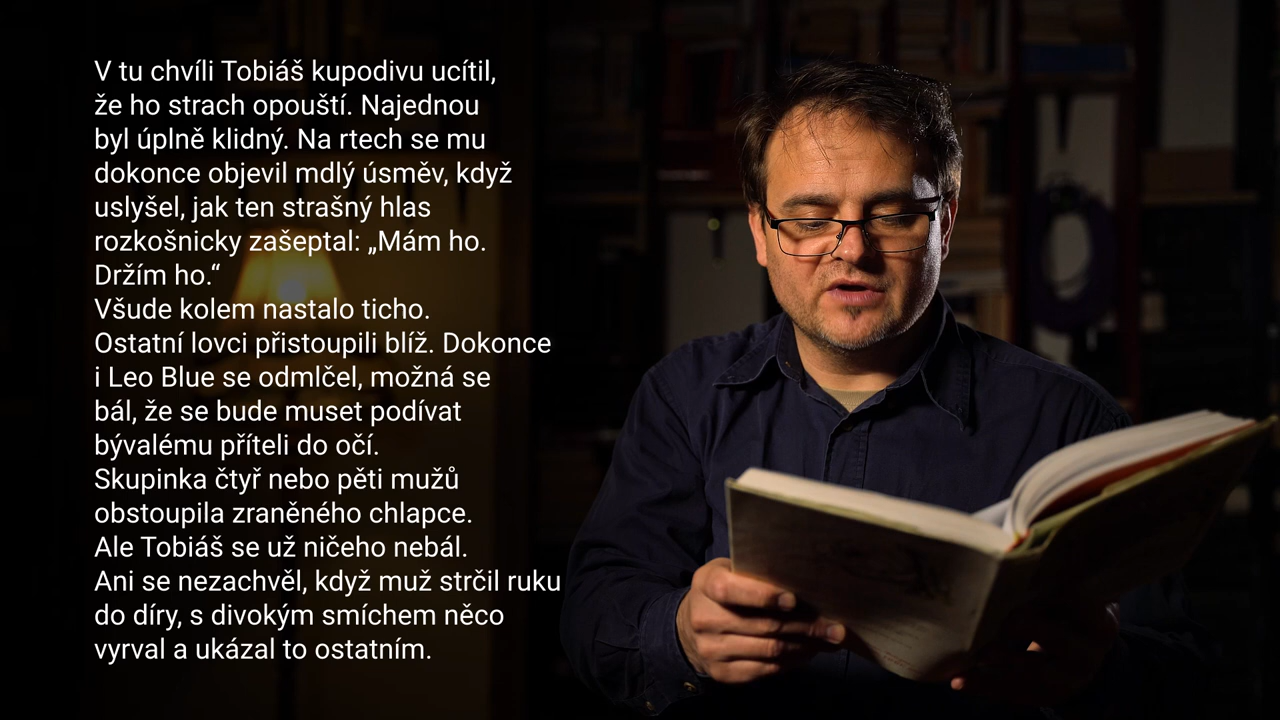 V tu chvíli Tobiáš kupodivu ucítil,
že ho strach opouští. Najednou
byl úplně klidný. Na rtech se mu
dokonce objevil mdlý úsměv, když
uslyšel, jak ten strašný hlas
rozkošnicky zašeptal: „Mám ho.
Držím ho.“
Všude kolem nastalo ticho.
Ostatní lovci přistoupili blíž. Dokonce
i Leo Blue se odmlčel, možná se
bál, že se bude muset podívat
bývalému příteli do očí.
Skupinka čtyř nebo pěti mužů
obstoupila zraněného chlapce.
Ale Tobiáš se už ničeho nebál.
Ani se nezachvěl, když muž strčil ruku
do díry, s divokým smíchem něco
vyrval a ukázal to ostatním.